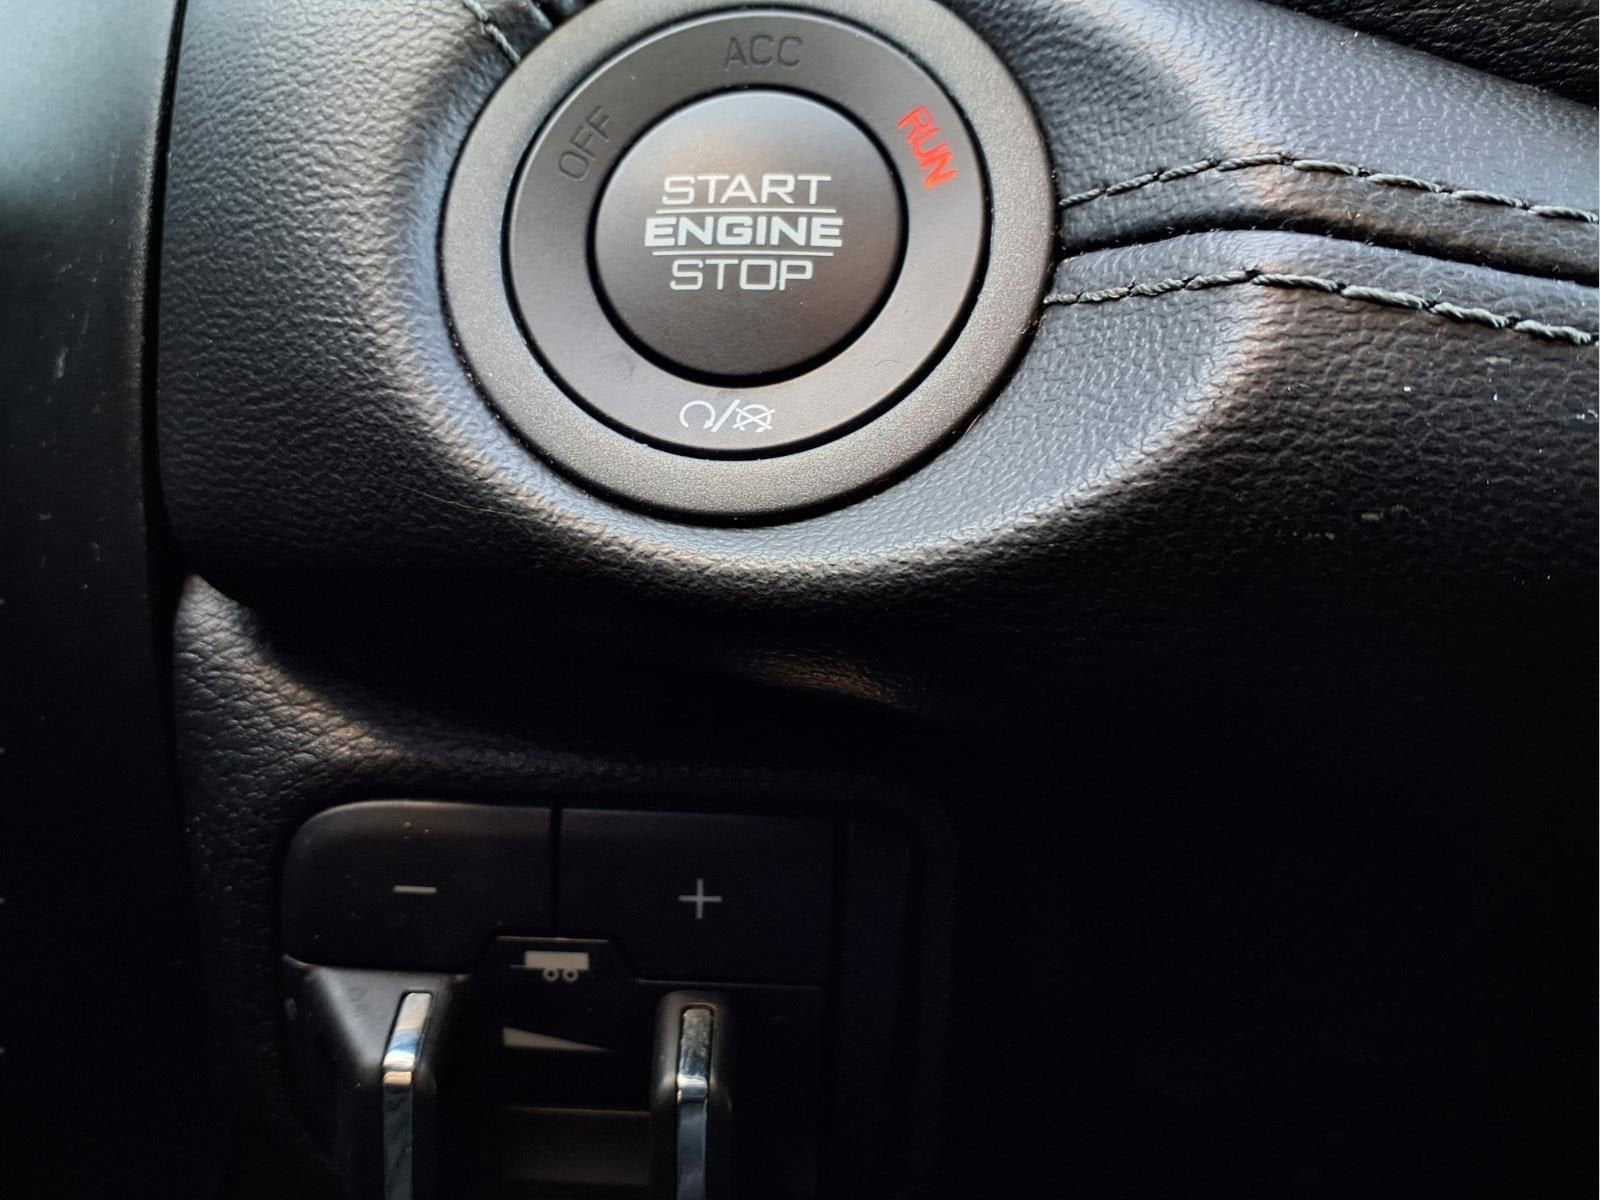 ACC
OFF
RUN
START
ENGINE
STOP
−
+